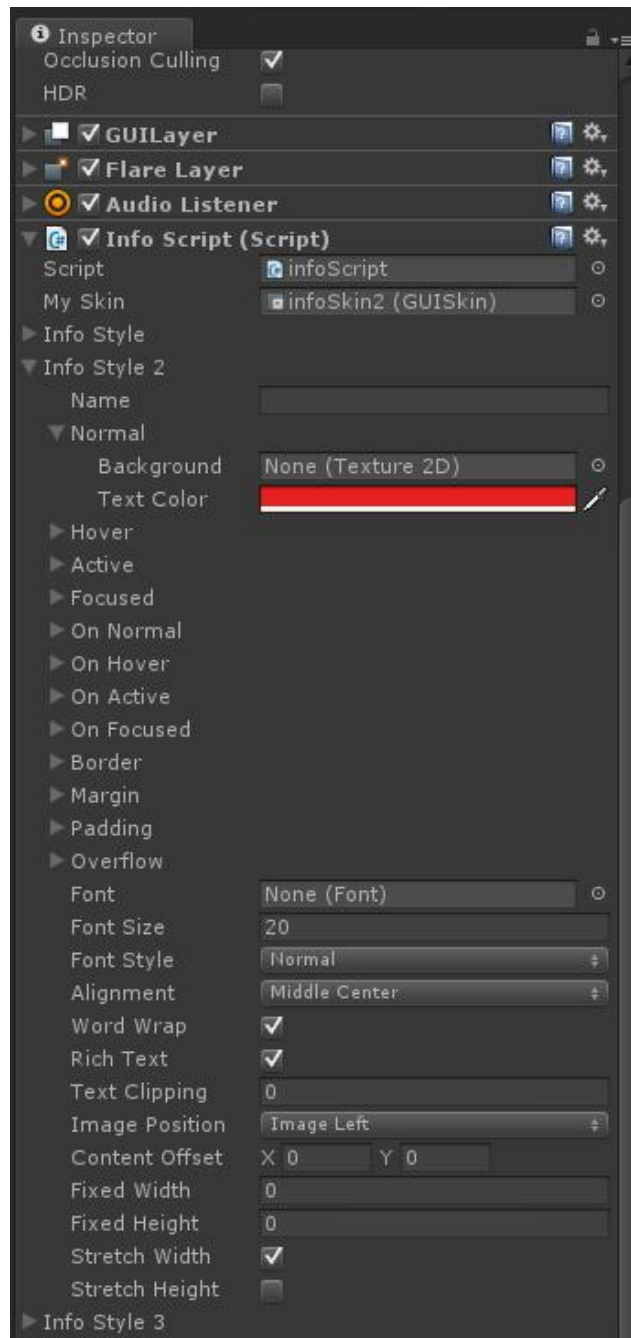 Inspector
Occlusion Culling
HDR
GUILayer
Flare Layer
Audio Listener
Info Script (Script)
Script infoScript
My Skin infoSkin2 (GUISkin)
Info Style
Info Style 2
Name
Normal
Background None (Texture 2D)
Text Color
Hover
Active
Focused
On Normal
On Hover
On Active
On Focused
Border
Margin
Padding
Overflow
Font None (Font)
Font Size 20
Font Style Normal
Alignment Middle Center
Word Wrap
Rich Text
Text Clipping 0
Image Position Image Left
Content Offset X 0 Y 0
Fixed Width 0
Fixed Height 0
Stretch Width
Stretch Height
Info Style 3